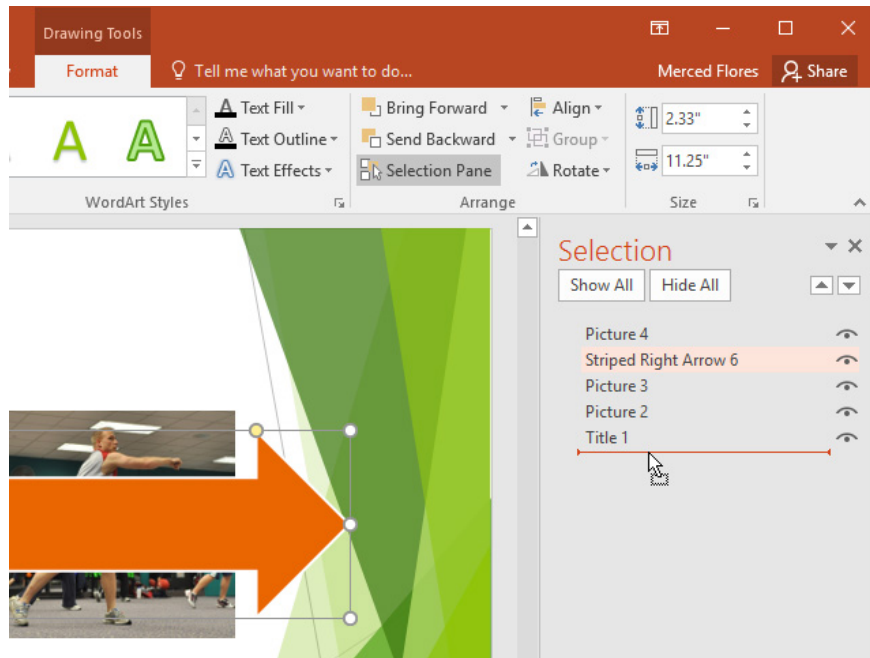 Drawing Tools
Format
Tell me what you want to do...
Merced Flores
Share
A Text Fill
A Text Outline
A Text Effects
A A
WordArt Styles
Bring Forward
Send Backward
Selection Pane
Align
Group
Rotate
Arrange
2.33"
11.25"
Size
Selection
Show All
Hide All
Picture 4
Striped Right Arrow 6
Picture 3
Picture 2
Title 1